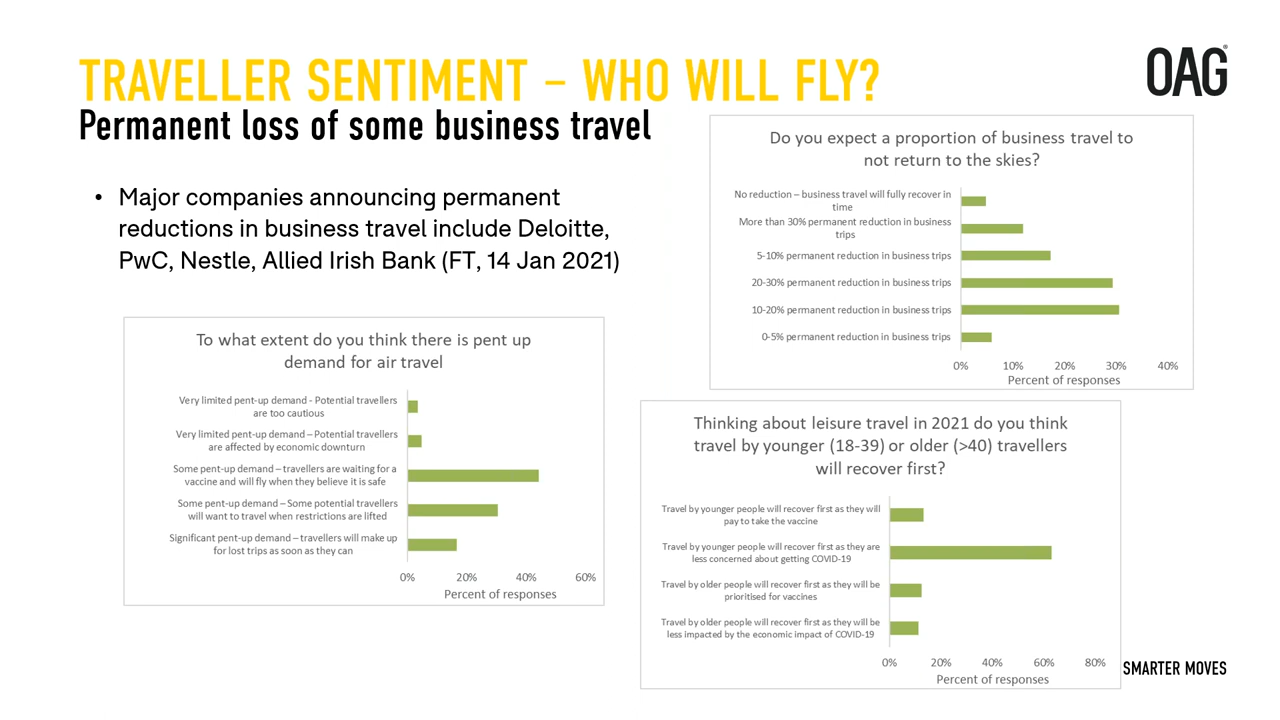 TRAVELLER SENTIMENT – WHO WILL FLY?
OAG®
Permanent loss of some business travel
• Major companies announcing permanent
reductions in business travel include Deloitte,
PwC, Nestle, Allied Irish Bank (FT, 14 Jan 2021)
Do you expect a proportion of business travel to
not return to the skies?
No reduction – business travel will fully recover in
time
More than 30% permanent reduction in business
trips
5-10% permanent reduction in business trips
20-30% permanent reduction in business trips
10-20% permanent reduction in business trips
0-5% permanent reduction in business trips
0% 10% 20% 30% 40%
Percent of responses
To what extent do you think there is pent up
demand for air travel
Very limited pent-up demand - Potential travellers
are too cautious
Very limited pent-up demand – Potential travellers
are affected by economic downturn
Some pent-up demand – travellers are waiting for a
vaccine and will fly when they believe it is safe
Some pent-up demand – Some potential travellers
will want to travel when restrictions are lifted
Significant pent-up demand – travellers will make up
for lost trips as soon as they can
0% 20% 40% 60%
Percent of responses
Thinking about leisure travel in 2021 do you think
travel by younger (18-39) or older (>40) travellers
will recover first?
Travel by younger people will recover first as they will
pay to take the vaccine
Travel by younger people will recover first as they are
less concerned about getting COVID-19
Travel by older people will recover first as they will be
prioritised for vaccines
Travel by older people will recover first as they will be
less impacted by the economic impact of COVID-19
0% 20% 40% 60% 80%
Percent of responses
SMARTER MOVES